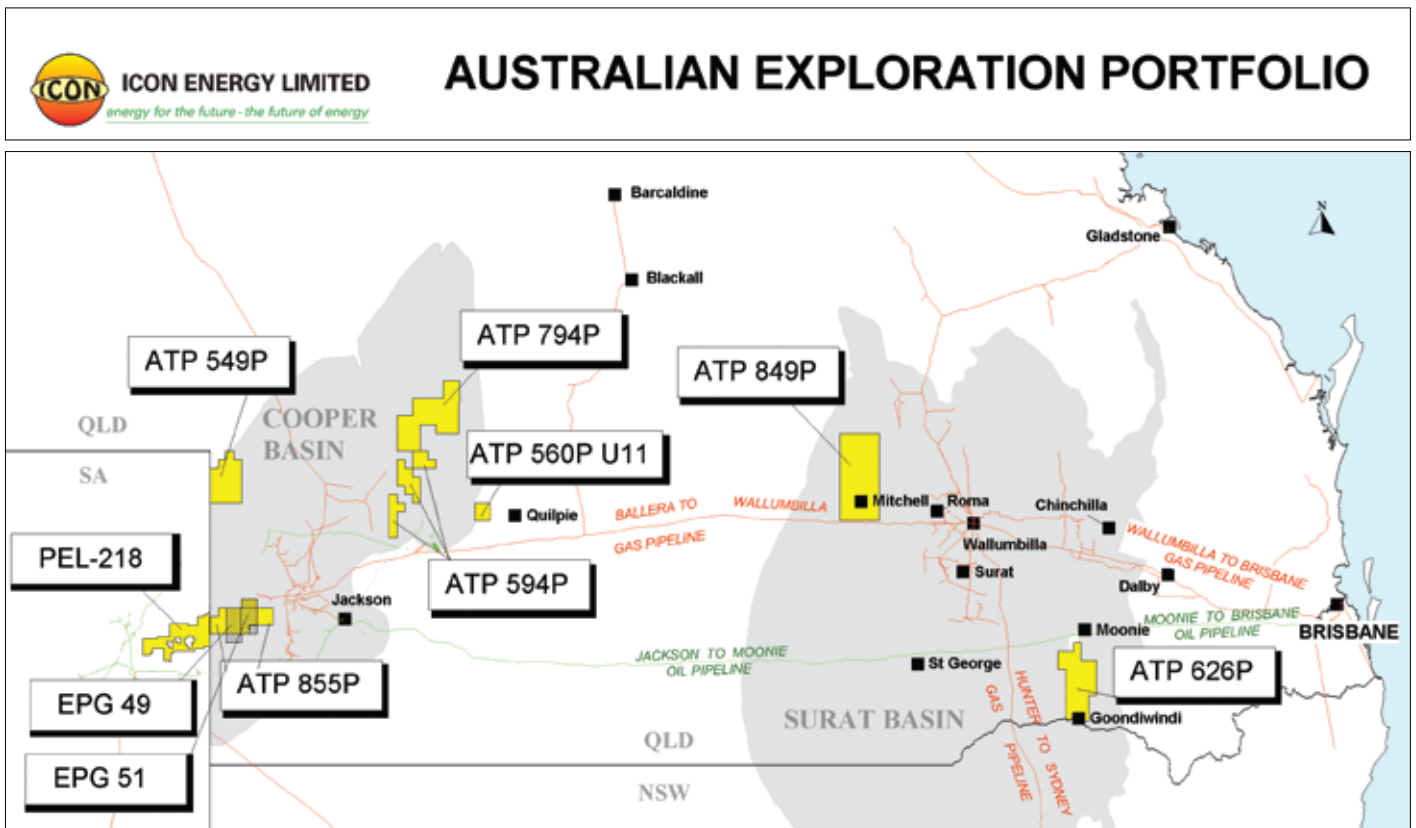 ICON
ICON ENERGY LIMITED
energy for the future - the future of energy
AUSTRALIAN EXPLORATION PORTFOLIO
Barcaldine
N
Gladstone
Blackall
ATP 794P
ATP 549P
ATP 849P
QLD
COOPER
BASIN
ATP 560P U11
SA
Quilpie
BALLERA TO WALLUMBILLA
GAS PIPELINE
Mitchell
Roma
Chinchilla
Wallumbilla
WALLUMBILLA TO BRISBANE
GAS PIPELINE
PEL-218
ATP 594P
Surat
Dalby
Jackson
MOONIE TO BRISBANE
OIL PIPELINE
BRISBANE
Moonie
JACKSON TO MOONIE
OIL PIPELINE
St George
ATP 626P
ATP 855P
EPG 49
Goondiwindi
SURAT BASIN
HUNTER TO SYDNEY
GAS PIPELINE
QLD
EPG 51
NSW